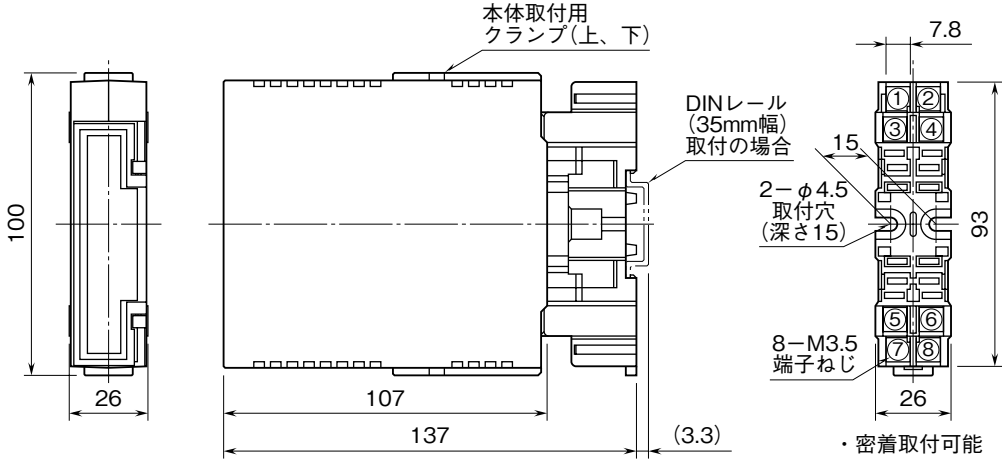 本体取付用
クランプ(上、下)
7.8
DINレール
(35mm幅)
取付の場合
① ②
③ ④
15
2-φ4.5
取付穴
(深さ15)
100
93
⑤ ⑥
⑦ ⑧
8-M3.5
端子ねじ
26
107
26
137
(3.3)
・密着取付可能